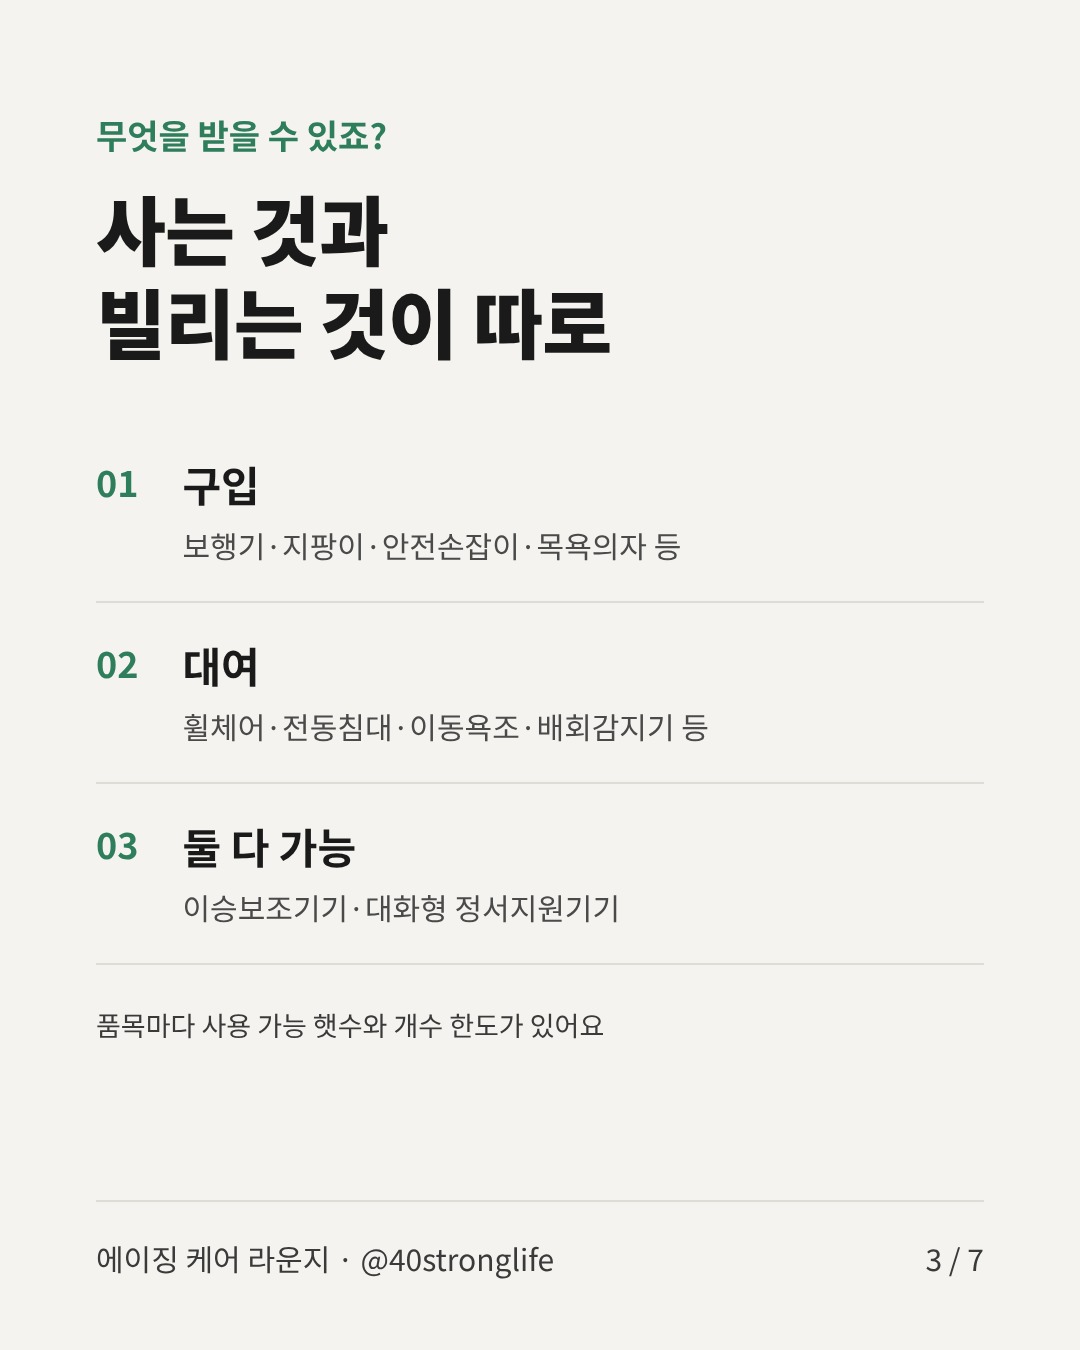 무엇을 받을 수 있죠?
사는 것과
빌리는 것이 따로
01 구입
보행기·지팡이·안전손잡이·목욕의자 등
02 대여
휠체어·전동침대·이동욕조·배회감지기 등
03 둘 다 가능
이승보조기기·대화형 정서지원기기
품목마다 사용 가능 햇수와 개수 한도가 있어요
에이징 케어 라운지 · @40stronglife 3 / 7